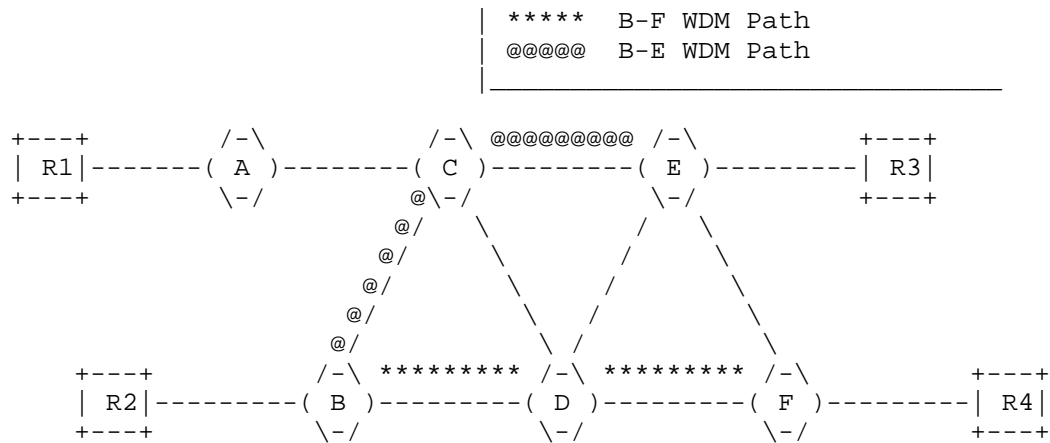 ***** B-F WDM Path
@@@@@ B-E WDM Path
@@@@@@@@@
R1 A C E R3
@
@
@
@
@
@
********* *********
R2 B D F R4